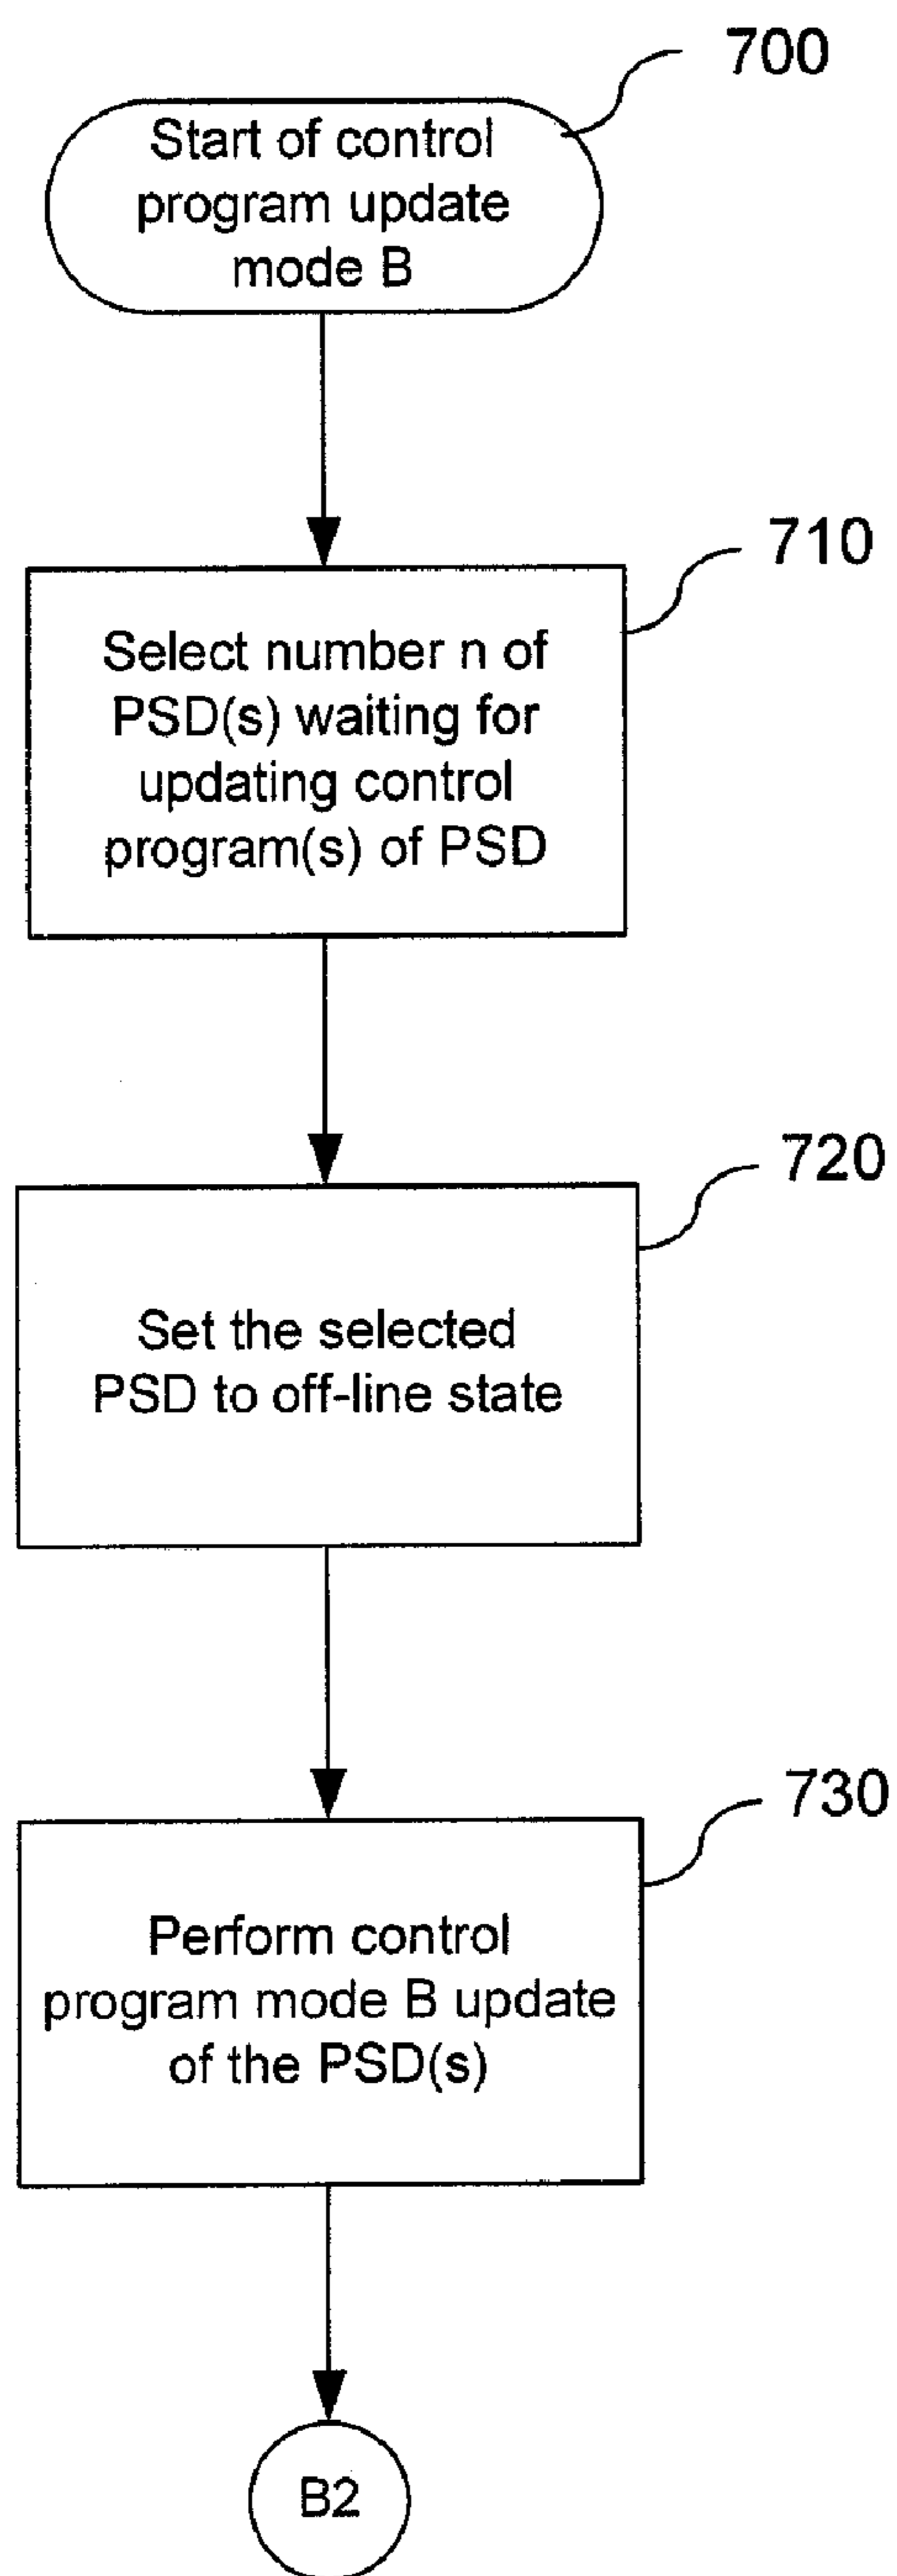 700
Start of control
program update
mode B
710
Select number n of
PSD(s) waiting for
updating control
program(s) of PSD
720
Set the selected
PSD to off-line state
730
Perform control
program mode B update
of the PSD(s)
B2